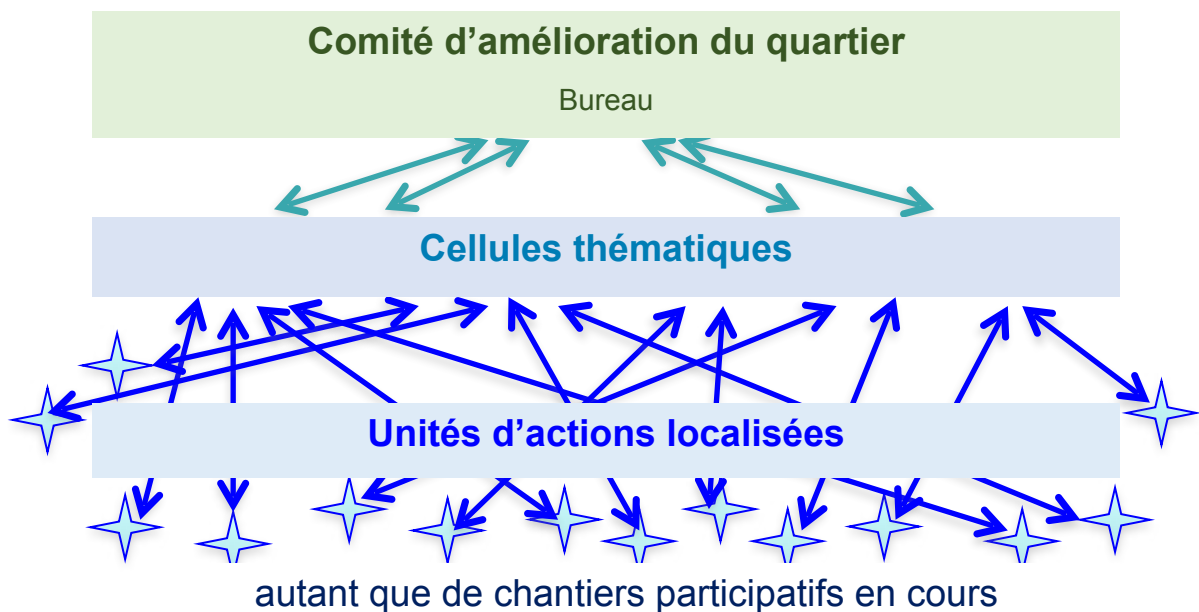 Comité d’amélioration du quartier
Bureau
Cellules thématiques
Unités d’actions localisées
autant que de chantiers participatifs en cours